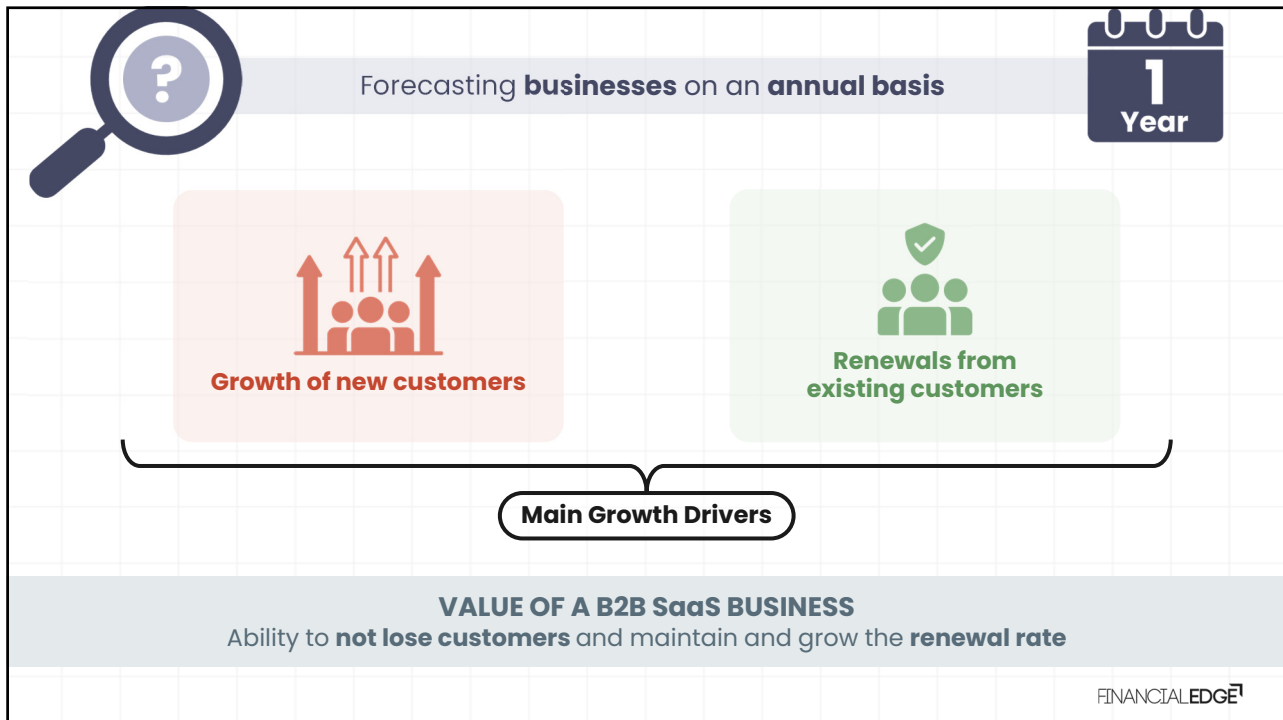 ?
Forecasting businesses on an annual basis
1
Year
Growth of new customers
Renewals from
existing customers
Main Growth Drivers
VALUE OF A B2B SaaS BUSINESS
Ability to not lose customers and maintain and grow the renewal rate
FINANCIALEDGE